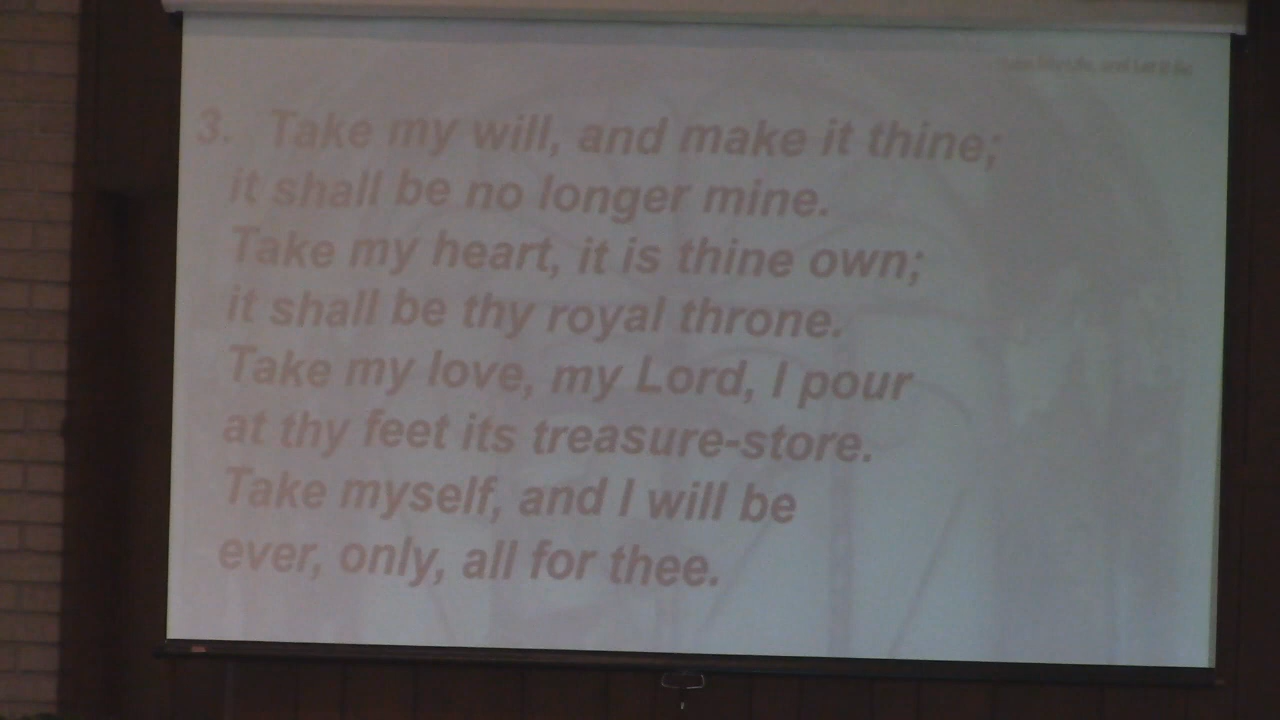 3. Take my will, and make it thine;
it shall be no longer mine.
Take my heart, it is thine own;
it shall be thy royal throne.
Take my love, my Lord, I pour
at thy feet its treasure-store.
Take myself, and I will be
ever, only, all for thee.